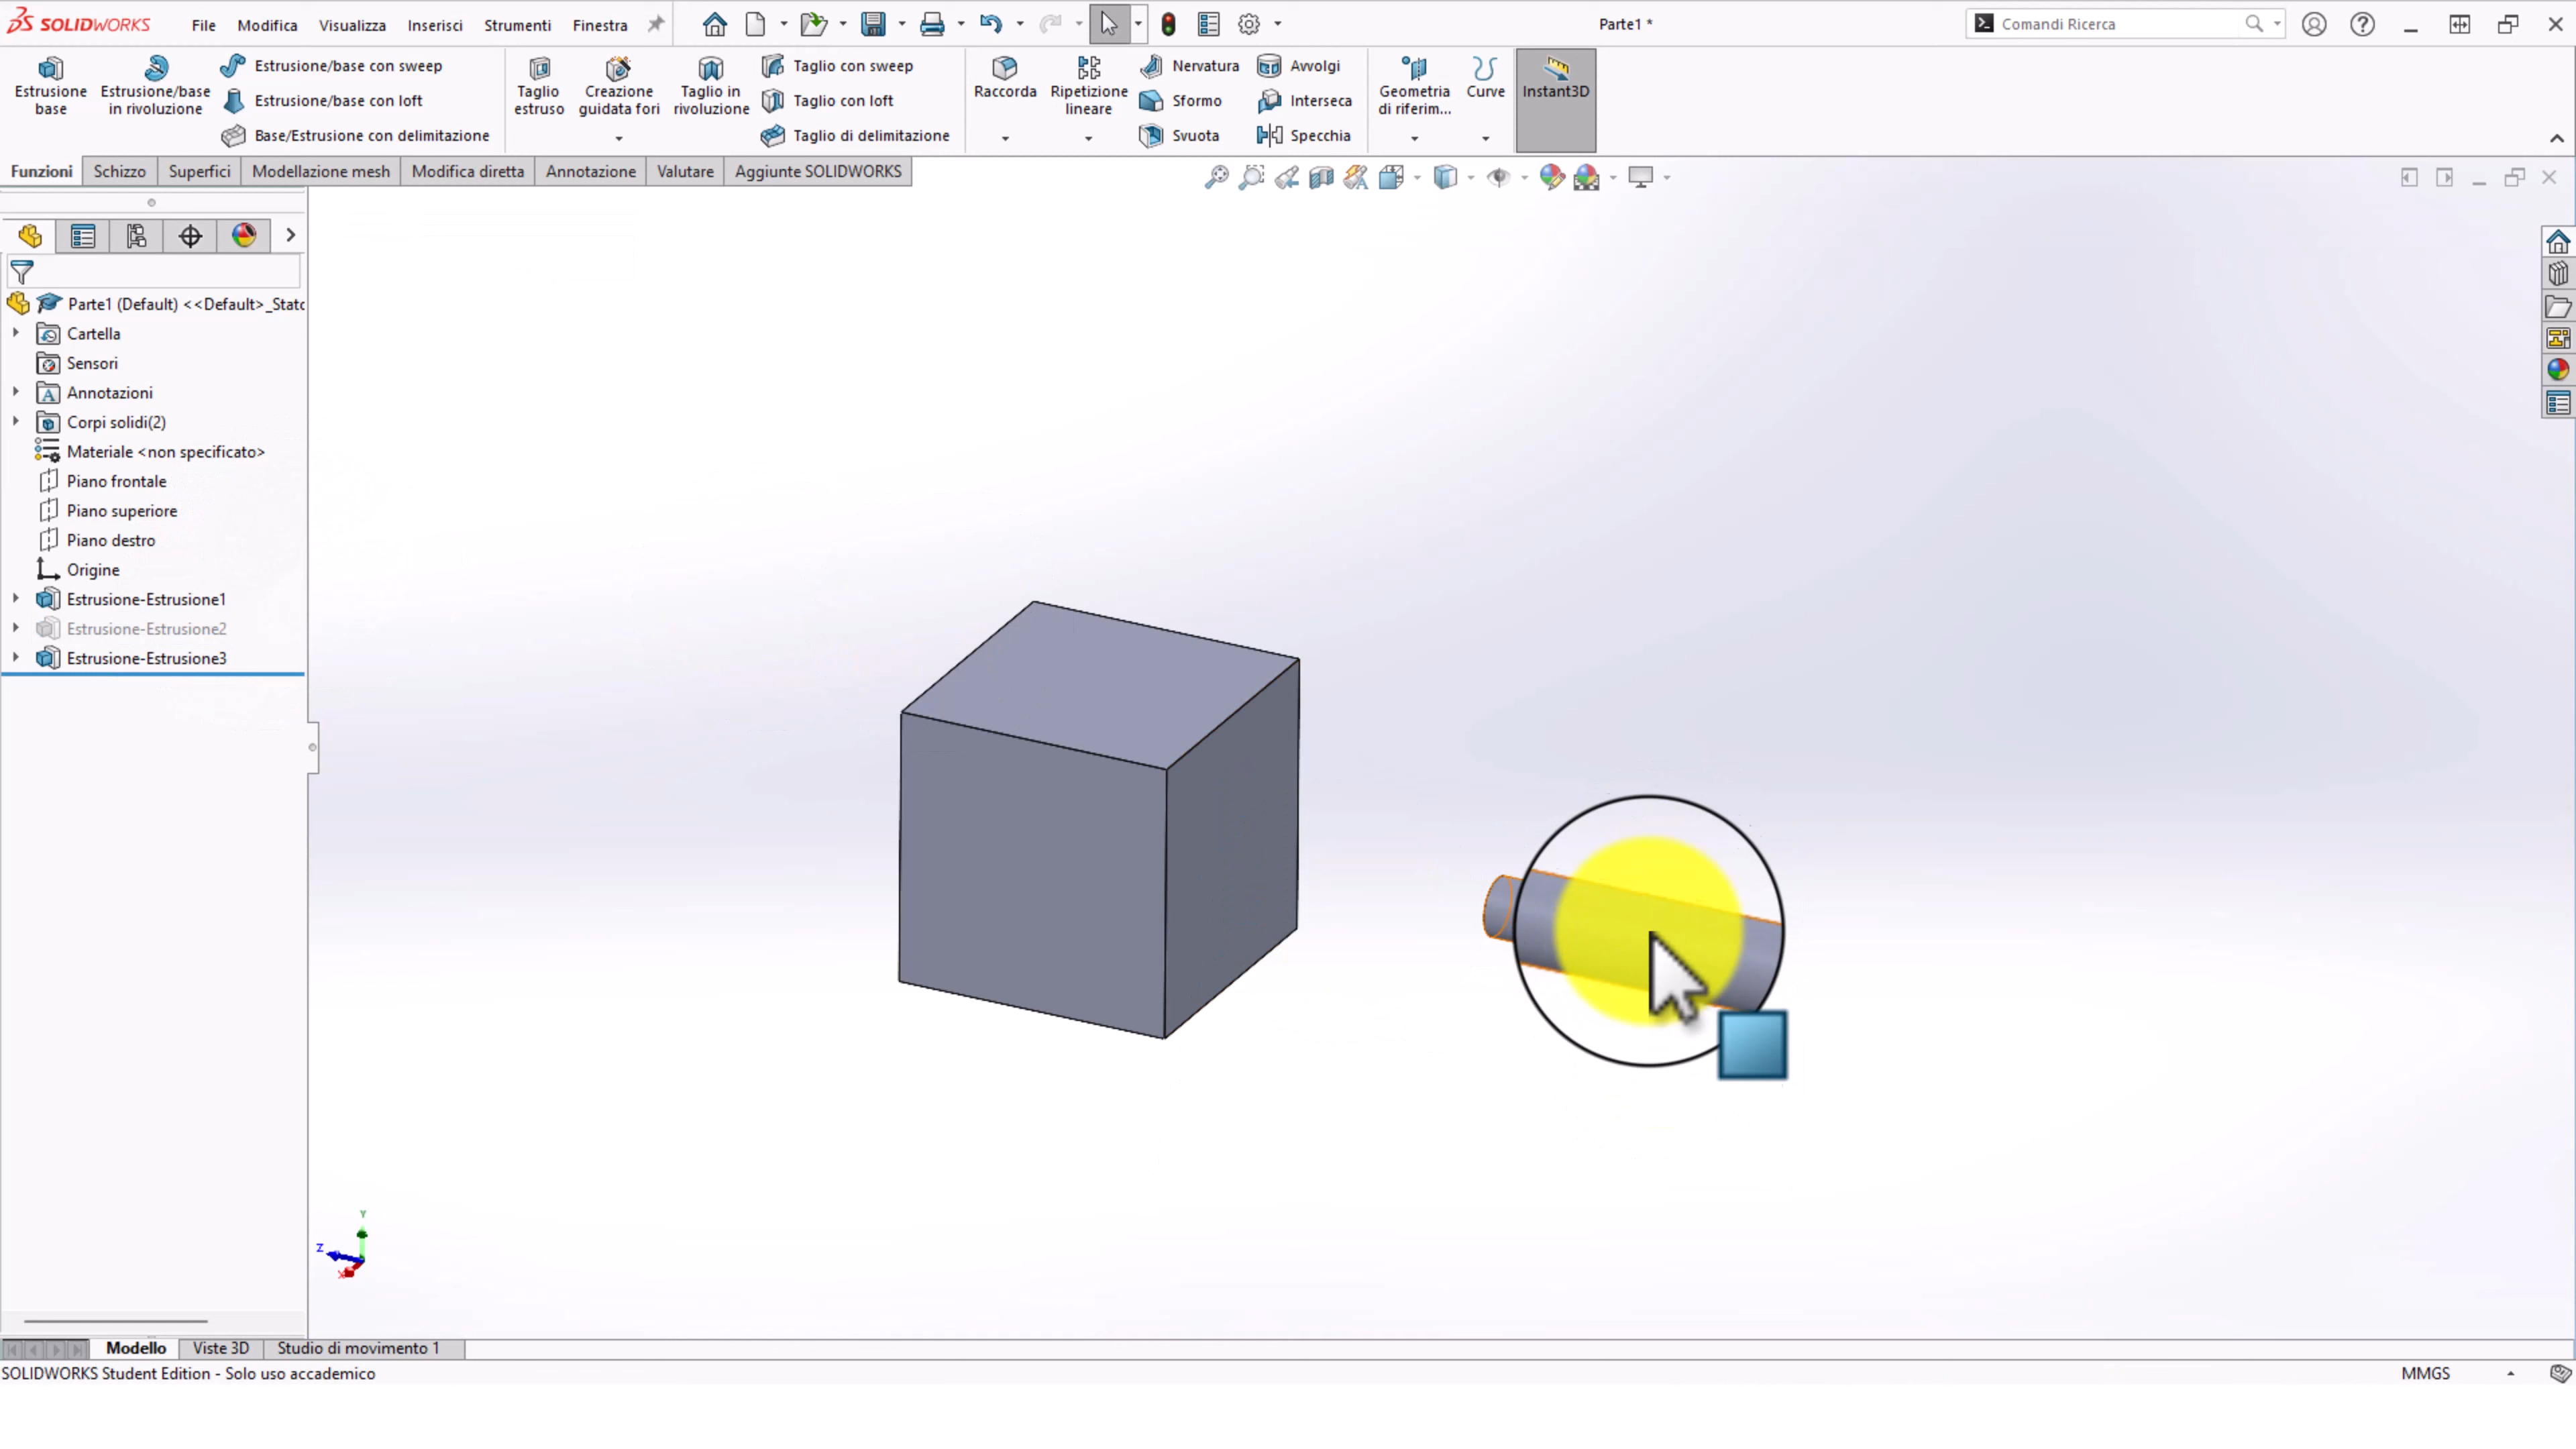 SOLIDWORKS File Modifica Visualizza Inserisci Strumenti Finestra Parte1 * Comandi Ricerca
Estrusione base
Estrusione/base in rivoluzione
Estrusione/base con sweep
Estrusione/base con loft
Base/Estrusione con delimitazione
Taglio estruso
Creazione guidata fori
Taglio in rivoluzione
Taglio con sweep
Taglio con loft
Taglio di delimitazione
Raccorda
Ripetizione lineare
Nervatura
Sformo
Svuota
Avvolgi
Interseca
Specchia
Geometria di riferim...
Curve
Instant3D
Funzioni Schizzo Superfici Modellazione mesh Modifica diretta Annotazione Valutare Aggiunte SOLIDWORKS
Parte1 (Default) <<Default>_Stato
Cartella
Sensori
Annotazioni
Corpi solidi(2)
Materiale <non specificato>
Piano frontale
Piano superiore
Piano destro
Origine
Estrusione-Estrusione1
Estrusione-Estrusione2
Estrusione-Estrusione3
Y
Z
X
Modello Viste 3D Studio di movimento 1
SOLIDWORKS Student Edition - Solo uso accademico MMGS